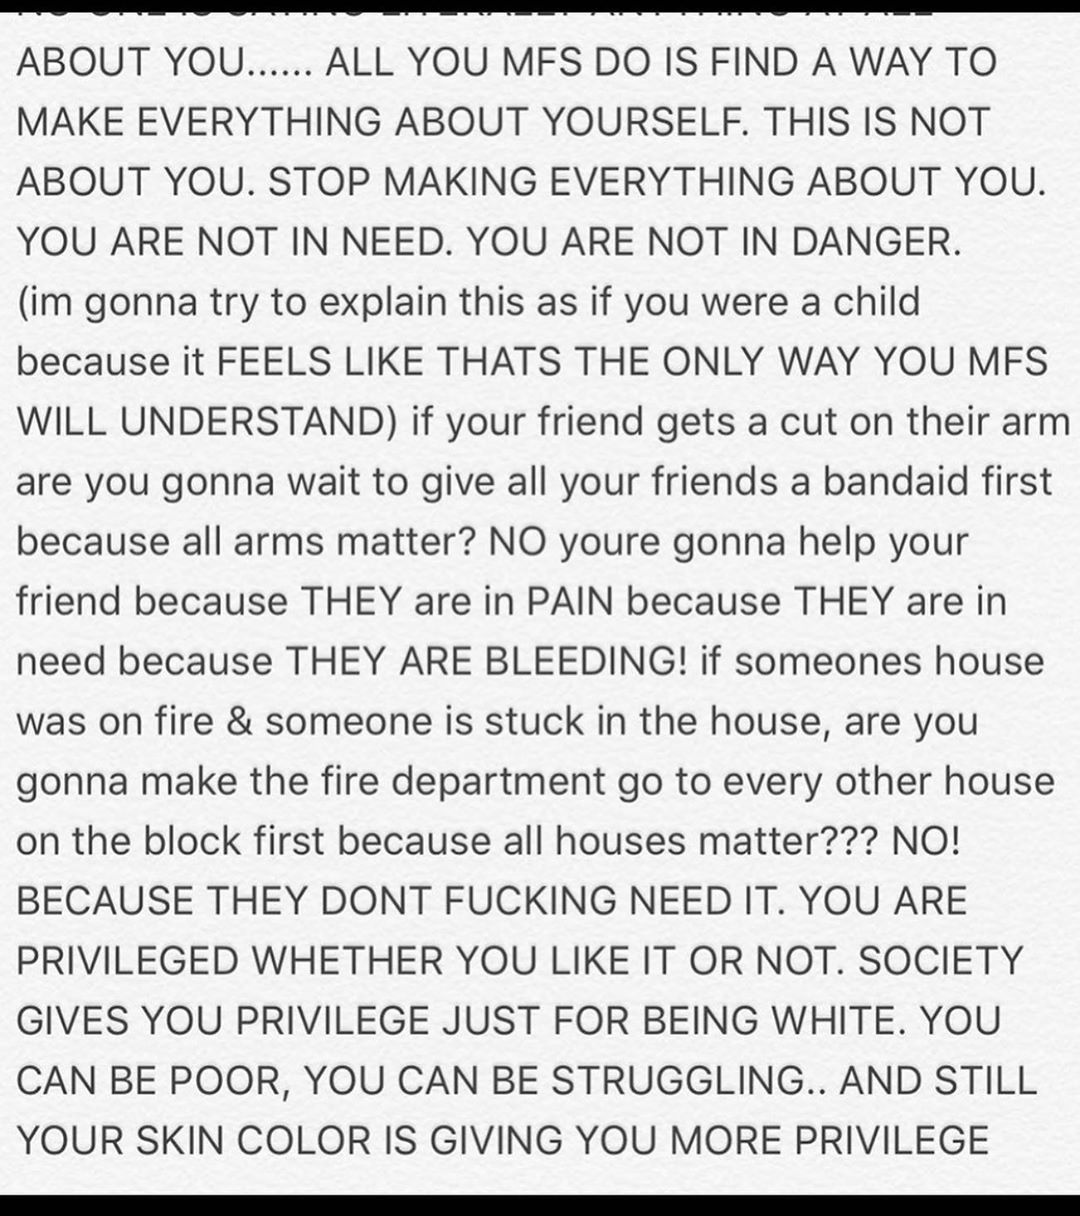 ABOUT YOU...... ALL YOU MFS DO IS FIND A WAY TO
MAKE EVERYTHING ABOUT YOURSELF. THIS IS NOT
ABOUT YOU. STOP MAKING EVERYTHING ABOUT YOU.
YOU ARE NOT IN NEED. YOU ARE NOT IN DANGER.
(im gonna try to explain this as if you were a child
because it FEELS LIKE THATS THE ONLY WAY YOU MFS
WILL UNDERSTAND) if your friend gets a cut on their arm
are you gonna wait to give all your friends a bandaid first
because all arms matter? NO youre gonna help your
friend because THEY are in PAIN because THEY are in
need because THEY ARE BLEEDING! if someones house
was on fire & someone is stuck in the house, are you
gonna make the fire department go to every other house
on the block first because all houses matter??? NO!
BECAUSE THEY DONT FUCKING NEED IT. YOU ARE
PRIVILEGED WHETHER YOU LIKE IT OR NOT. SOCIETY
GIVES YOU PRIVILEGE JUST FOR BEING WHITE. YOU
CAN BE POOR, YOU CAN BE STRUGGLING.. AND STILL
YOUR SKIN COLOR IS GIVING YOU MORE PRIVILEGE